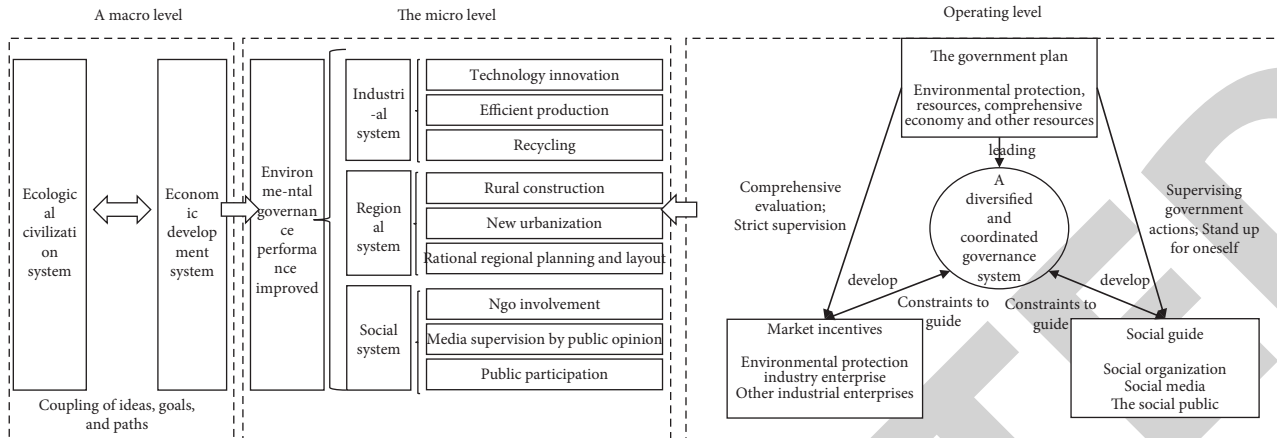 A macro level
The micro level
Operating level
Ecologic
al
civilizati
on
system
Econom
ic
develop
ment
system
Coupling of ideas, goals,
and paths
Environ
me-ntal
governa
nce
performa
nce
improved
Industri
-al
system
Technology innovation
Efficient production
Recycling
Region
al
system
Rural construction
New urbanization
Rational regional planning and layout
Social
system
Ngo involvement
Media supervision by public opinion
Public participation
The government plan
Environmental protection,
resources, comprehensive
economy and other resources
leading
Comprehensive
evaluation;
Strict supervision
A
diversified
and
coordinated
governance
system
Supervising
government
actions; Stand up
for oneself
develop
Constraints to
guide
develop
Constraints to
guide
Market incentives
Environmental protection
industry enterprise
Other industrial enterprises
Social guide
Social organization
Social media
The social public